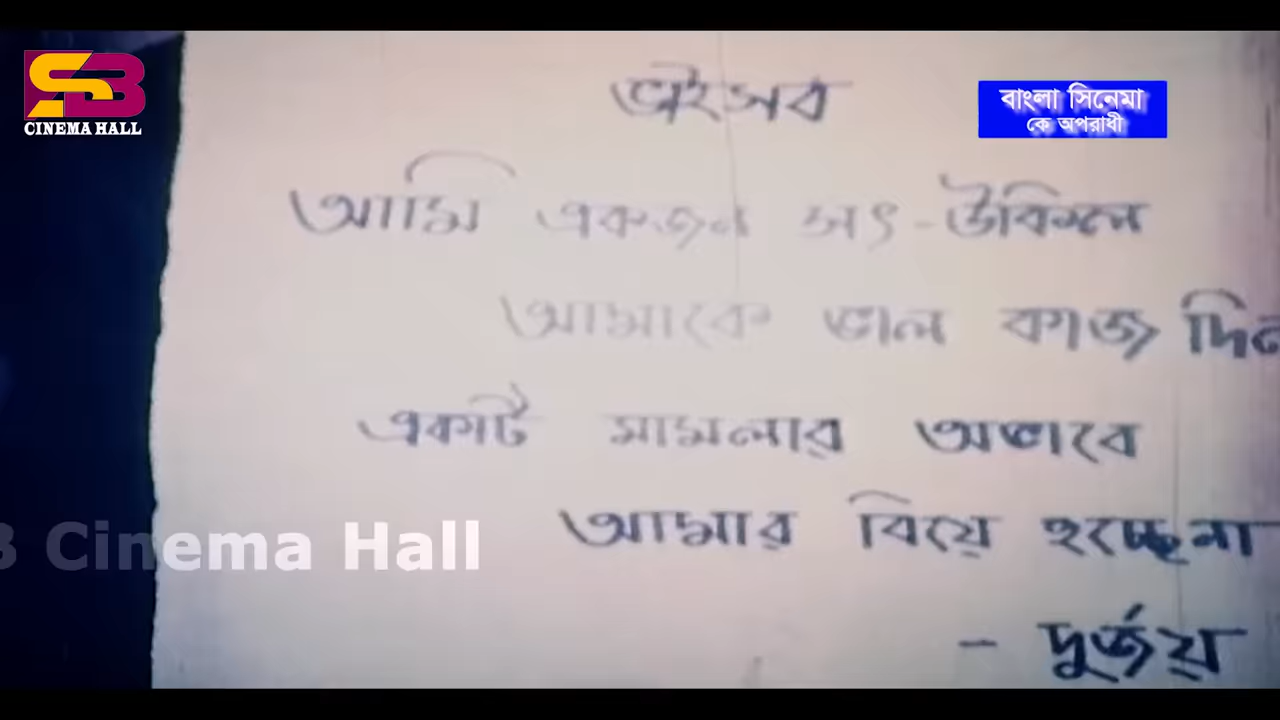 SB
CINEMA HALL
বাংলা সিনেমা
কে অপরাধী
ভাইসব
আমি একজন সৎ-উকিল
আমাকে ভাল কাজ দিন
একটি মামলার অভাবে
আমার বিয়ে হচ্ছেনা
- দুর্জয়
B Cinema Hall